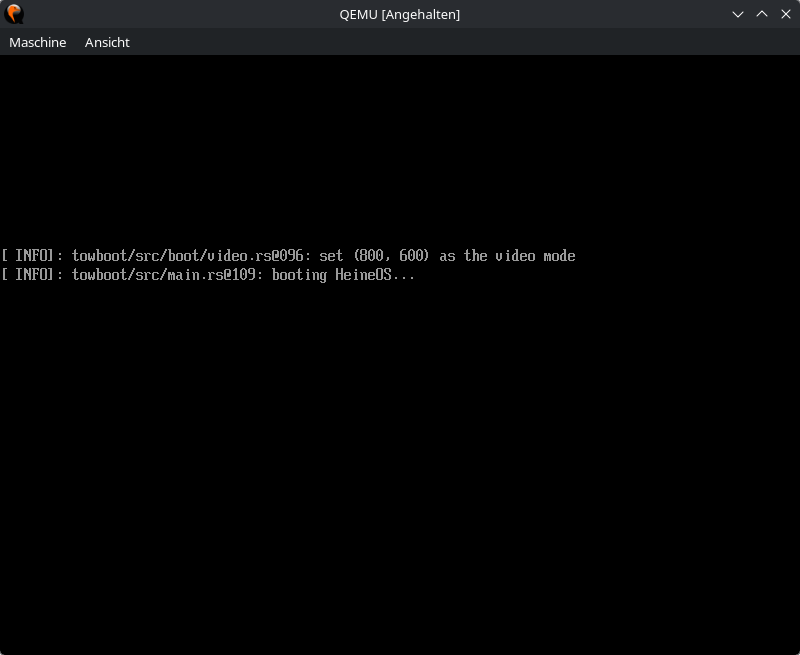 QEMU [Angehalten]
Maschine Ansicht
[ INFO]: towboot/src/boot/video.rs@096: set (800, 600) as the video mode
[ INFO]: towboot/src/main.rs@109: booting HeineOS...